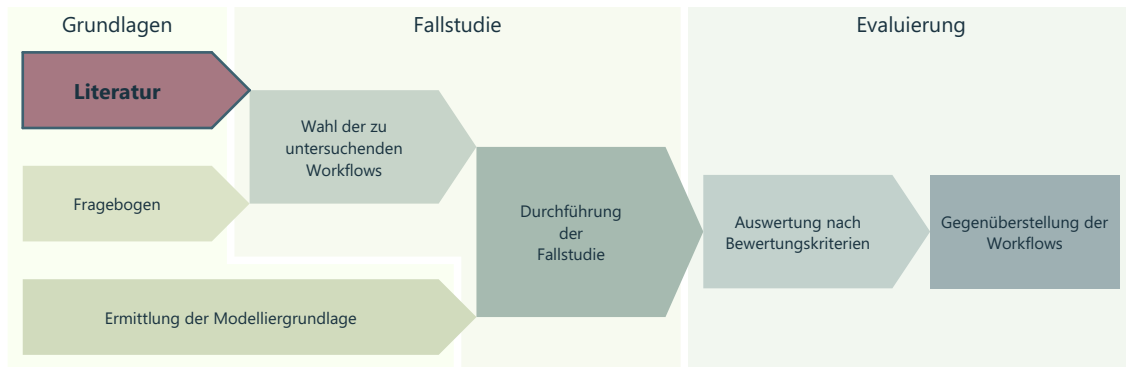 Grundlagen
Fallstudie
Evaluierung
Literatur
Wahl der zu
untersuchenden
Workflows
Fragebogen
Durchführung
der
Fallstudie
Auswertung nach
Bewertungskriterien
Gegenüberstellung der
Workflows
Ermittlung der Modelliergrundlage